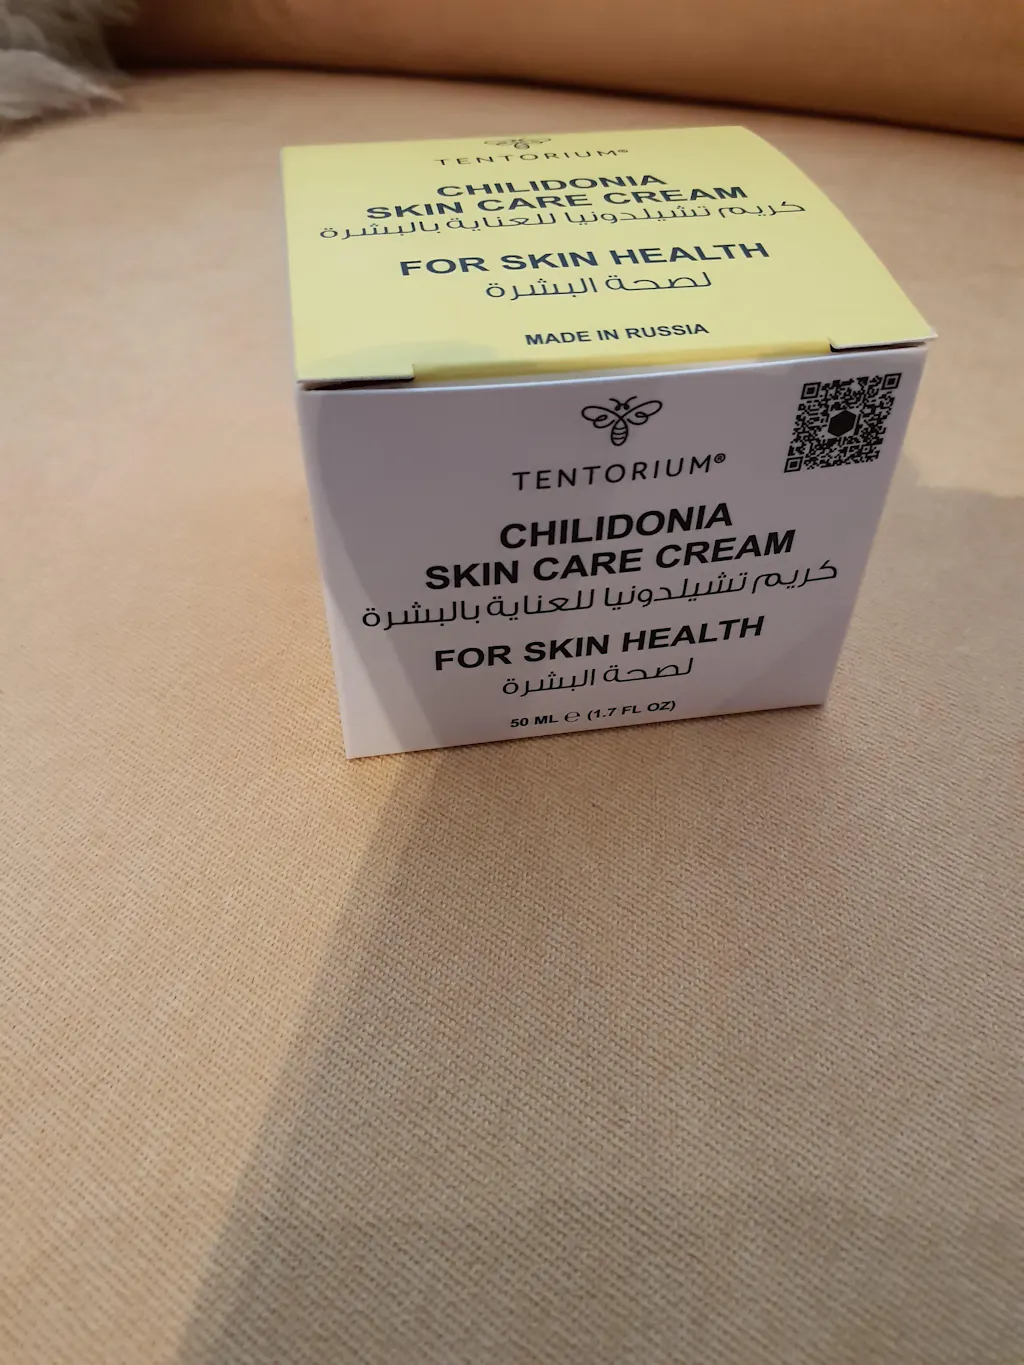 TENTORIUM®
CHILIDONIA
SKIN CARE CREAM
كريم تشيلدونيا للعناية بالبشرة
FOR SKIN HEALTH
لصحة البشرة
MADE IN RUSSIA
TENTORIUM®
CHILIDONIA
SKIN CARE CREAM
كريم تشيلدونيا للعناية بالبشرة
FOR SKIN HEALTH
لصحة البشرة
50 ML ℮ (1.7 FL OZ)